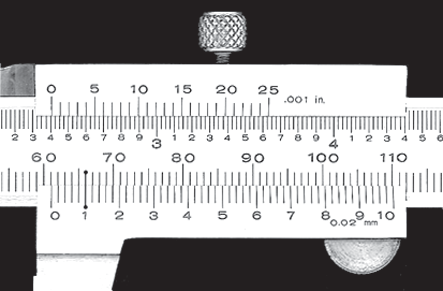 0 5 10 15 20 25
.001 in.
2 3 4 5 6 7 8 9 3 1 2 3 4 5 6 7 8 9 4 1 2 3 4 5 6
60 70 80 90 100 110
0 1 2 3 4 5 6 7 8 9 10
0.02 mm